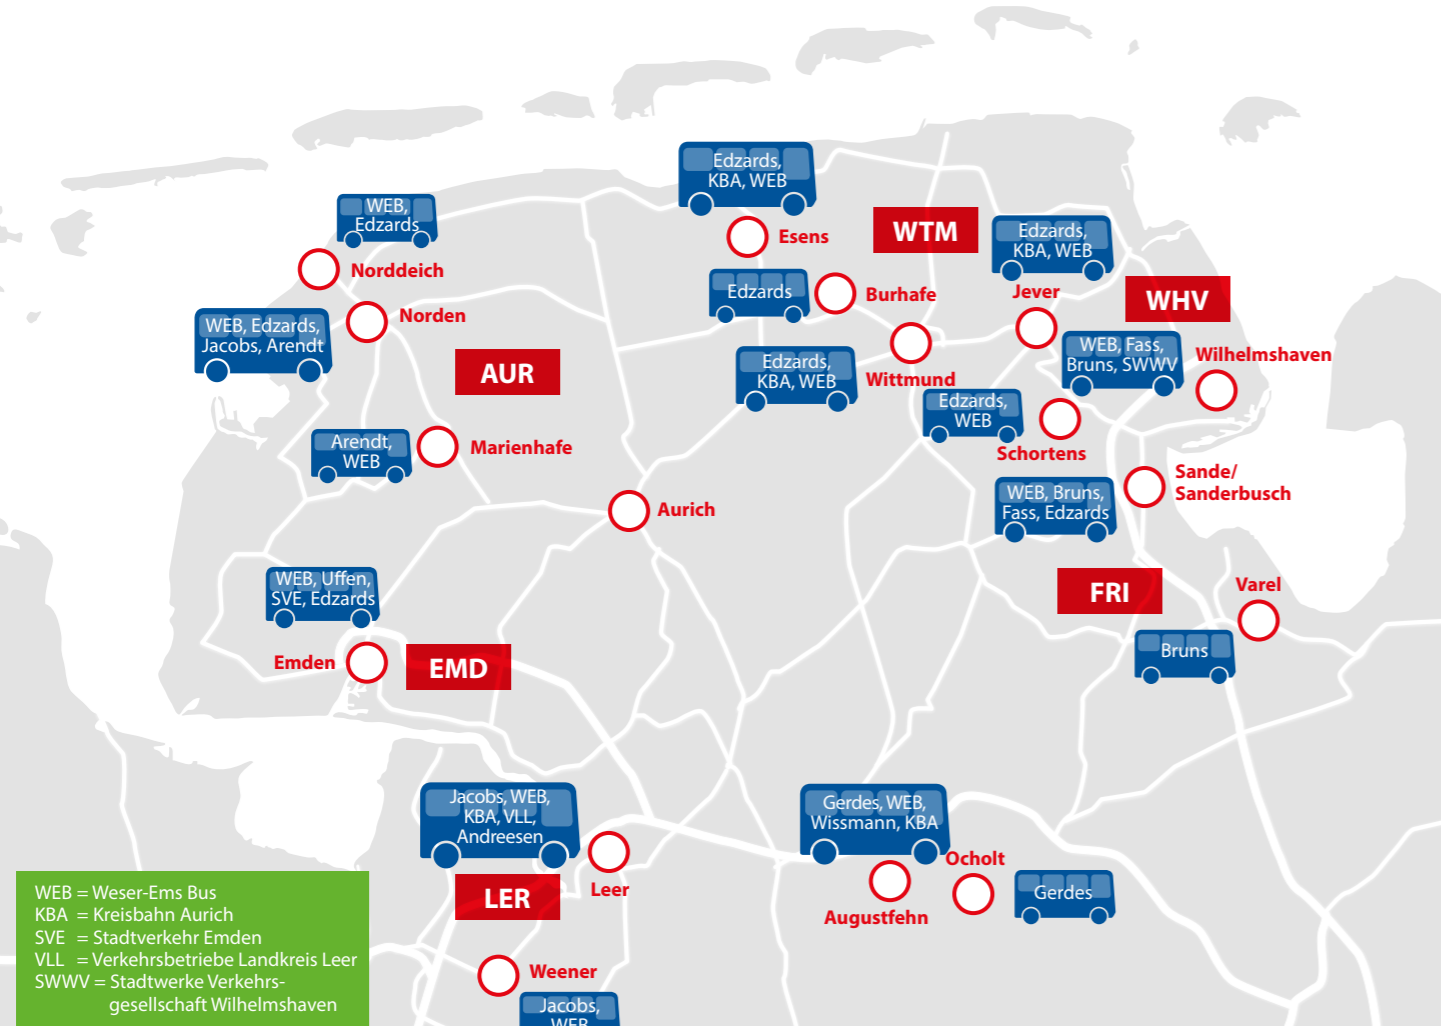 Edzards,
KBA, WEB
Esens
WTM
WEB,
Edzards
Norddeich
Edzards,
KBA, WEB
Jever
WHV
Edzards
Burhafe
WEB, Edzards,
Jacobs, Arendt
Norden
AUR
Edzards,
KBA, WEB
Wittmund
WEB, Fass,
Bruns, SWWV
Wilhelmshaven
Edzards,
WEB
Schortens
Arendt,
WEB
Marienhafe
Aurich
WEB, Bruns,
Fass, Edzards
Sande/
Sanderbusch
WEB, Uffen,
SVE, Edzards
Emden
EMD
FRI
Varel
Bruns
Jacobs, WEB,
KBA, VLL,
Andreesen
Leer
LER
Gerdes, WEB,
Wissmann, KBA
Augustfehn
Ocholt
Gerdes
Weener
Jacobs,
WEB
WEB = Weser-Ems Bus
KBA = Kreisbahn Aurich
SVE = Stadtverkehr Emden
VLL = Verkehrsbetriebe Landkreis Leer
SWWV = Stadtwerke Verkehrs-
gesellschaft Wilhelmshaven